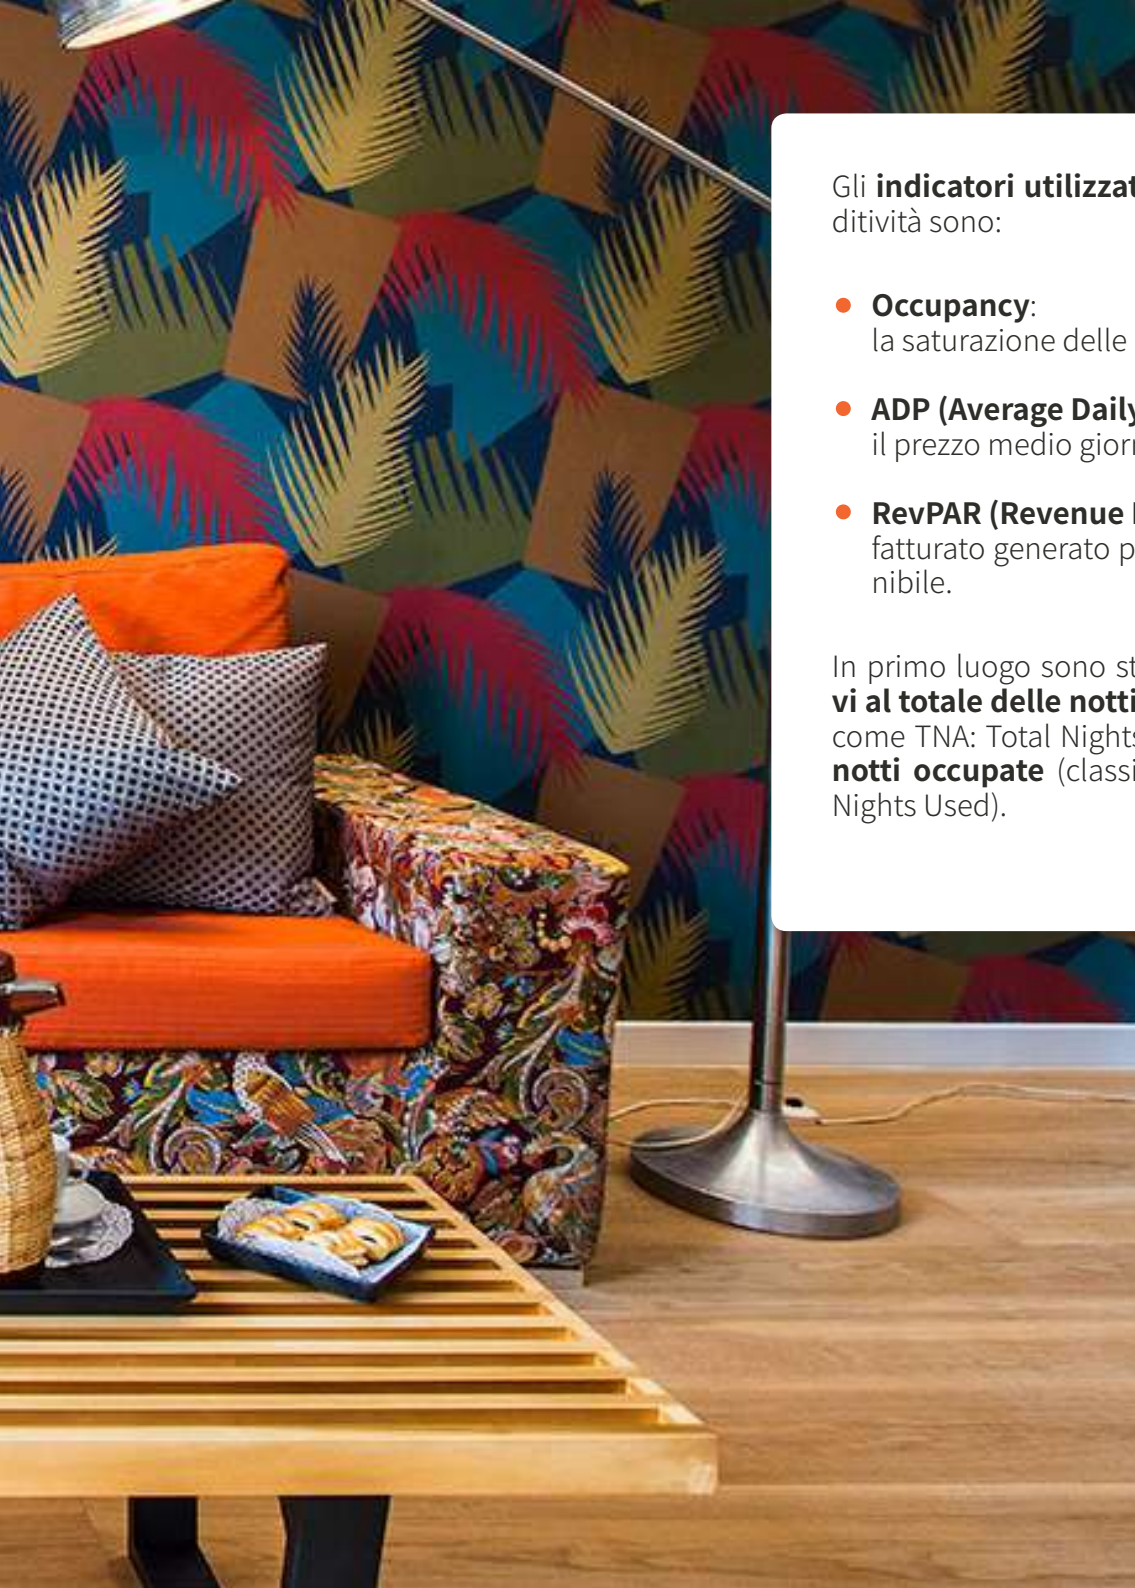 Gli indicatori utilizzat
ditività sono:
Occupancy:
la saturazione delle
ADP (Average Daily
il prezzo medio giorn
RevPAR (Revenue
fatturato generato p
nibile.
In primo luogo sono st
vi al totale delle notti
come TNA: Total Nights
notti occupate (classi
Nights Used).